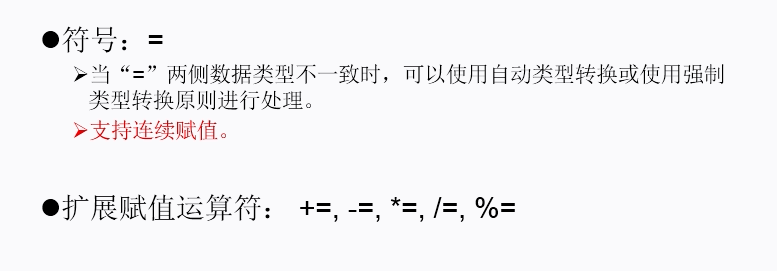 ●符号：=
➢当“=”两侧数据类型不一致时，可以使用自动类型转换或使用强制
类型转换原则进行处理。
➢支持连续赋值。
●扩展赋值运算符： +=, -=, *=, /=, %=